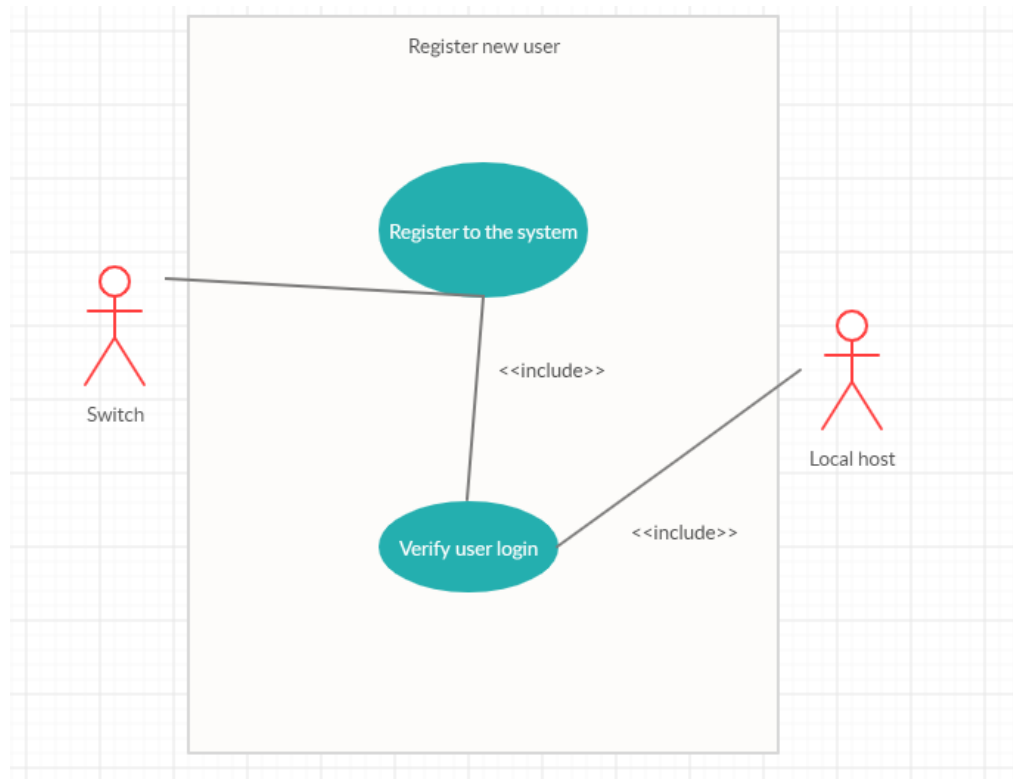 Register new user
Register to the system
Switch
<<include>>
Local host
<<include>>
Verify user login